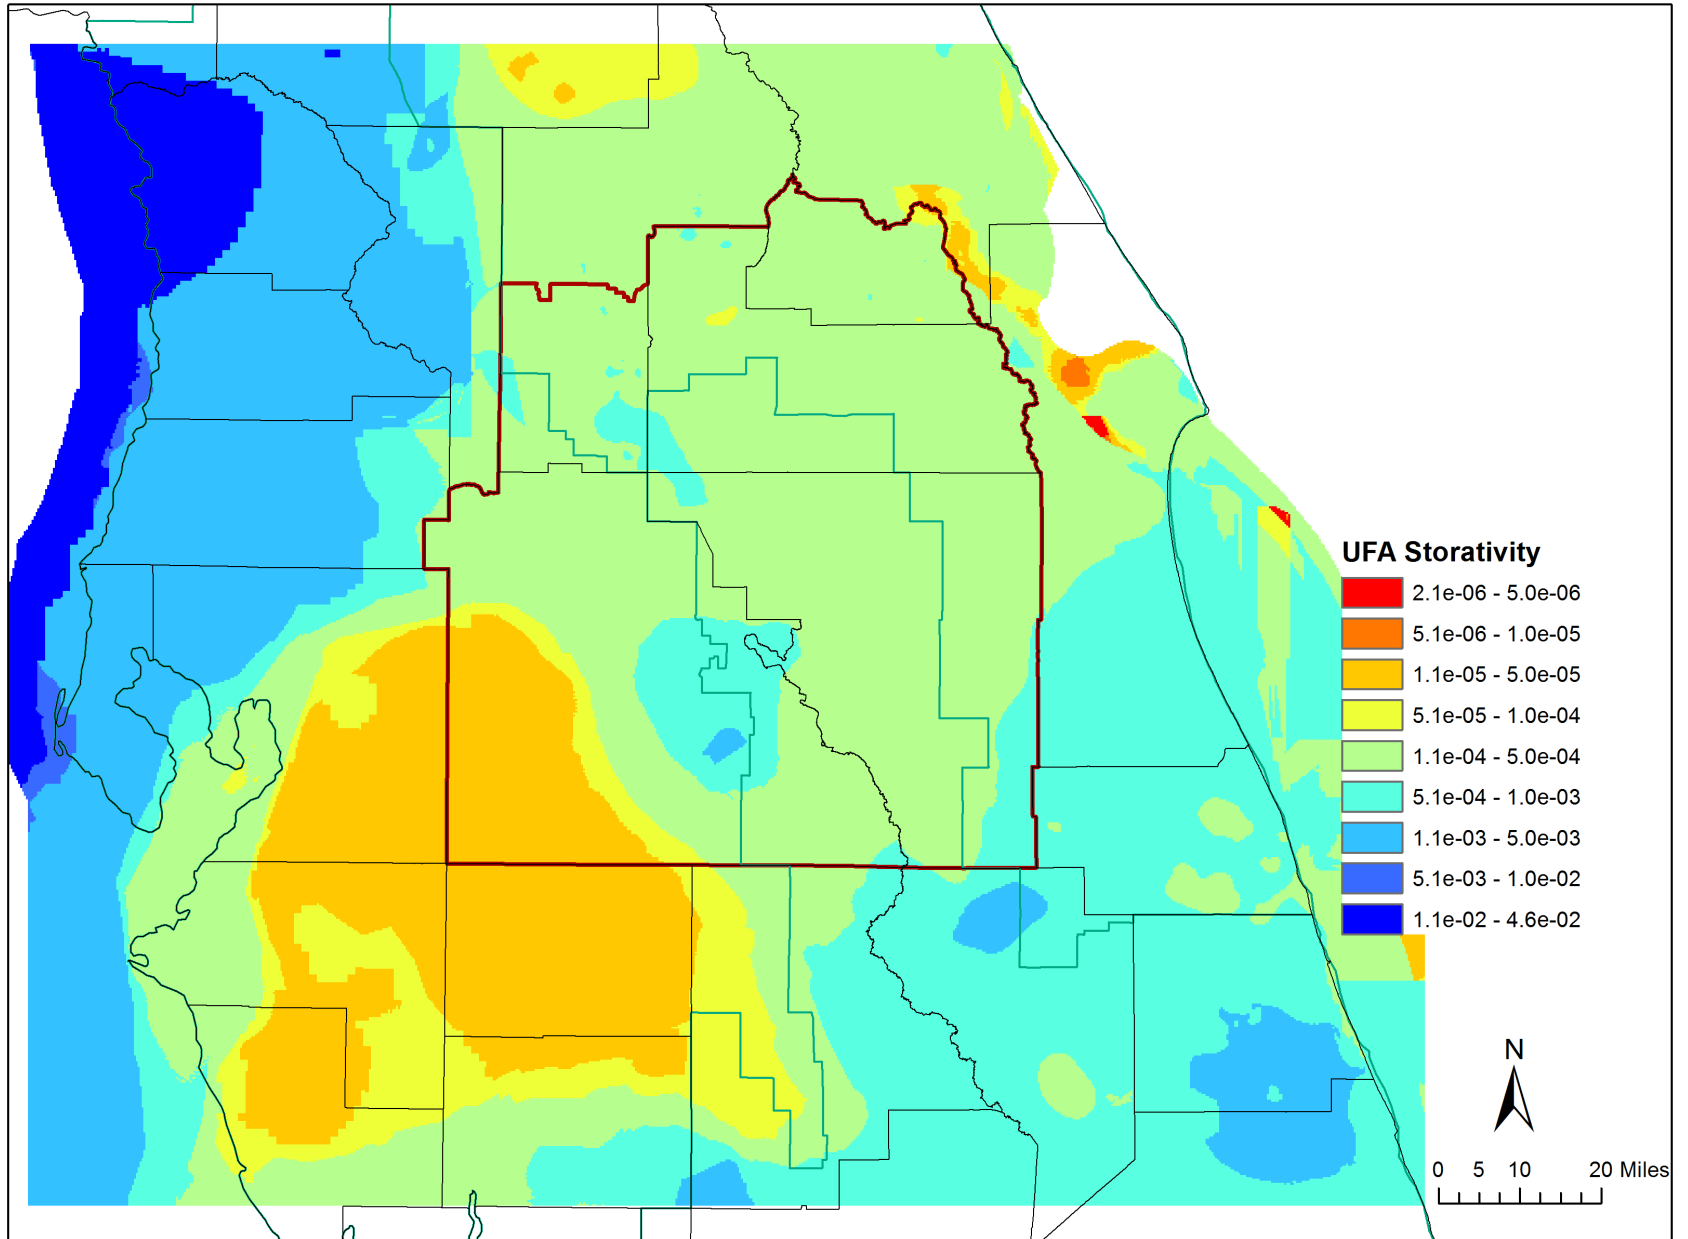 UFA Storativity
2.1e-06 - 5.0e-06
5.1e-06 - 1.0e-05
1.1e-05 - 5.0e-05
5.1e-05 - 1.0e-04
1.1e-04 - 5.0e-04
5.1e-04 - 1.0e-03
1.1e-03 - 5.0e-03
5.1e-03 - 1.0e-02
1.1e-02 - 4.6e-02
N
0 5 10 20 Miles